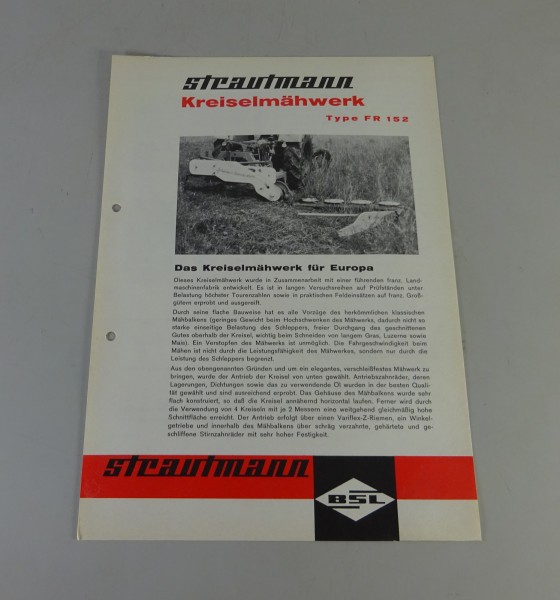 strautmann
Kreiselmähwerk
Type FR 152
Das Kreiselmähwerk für Europa
Dieses Kreiselmähwerk wurde in Zusammenarbeit mit einer führenden franz. Land-
maschinenfabrik entwickelt. Es ist in langen Versuchsreihen auf Prüfständen unter
Belastung höchster Tourenzahlen sowie in praktischen Feldeinsätzen auf franz. Groß-
gütern erprobt und ausgereift.
Durch seine flache Bauweise hat es alle Vorzüge des herkömmlichen klassischen
Mähbalkens (geringes Gewicht beim Hochschwenken des Mähwerks, dadurch nicht so
starke einseitige Belastung des Schleppers, freier Durchgang des geschnittenen
Gutes oberhalb der Kreisel, wichtig beim Schneiden von langem Gras, Luzerne sowie
Mais). Ein Verstopfen des Mähwerks ist unmöglich. Die Fahrgeschwindigkeit beim
Mähen ist nicht durch die Leistungsfähigkeit des Mähwerkes, sondern nur durch die
Leistung des Schleppers begrenzt.
Aus den obengenannten Gründen und um ein elegantes, verschleißfestes Mähwerk zu
bringen, wurde der Antrieb der Kreisel von unten gewählt. Antriebszahnräder, deren
Lagerungen, Dichtungen sowie das zu verwendende Öl wurden in der besten Quali-
tät gewählt und sind ausreichend erprobt. Das Gehäuse des Mähbalkens wurde sehr
flach konstruiert, so daß die Kreisel annähernd horizontal laufen. Ferner wird durch
die Verwendung von 4 Kreiseln mit je 2 Messern eine weitgehend gleichmäßig hohe
Schnittfläche erreicht. Der Antrieb erfolgt über einen Variflex-Z-Riemen, ein Winkel-
getriebe und innerhalb des Mähbalkens über schräg verzahnte, gehärtete und ge-
schliffene Stirnzahnräder mit sehr hoher Festigkeit.
strautmann
BSL